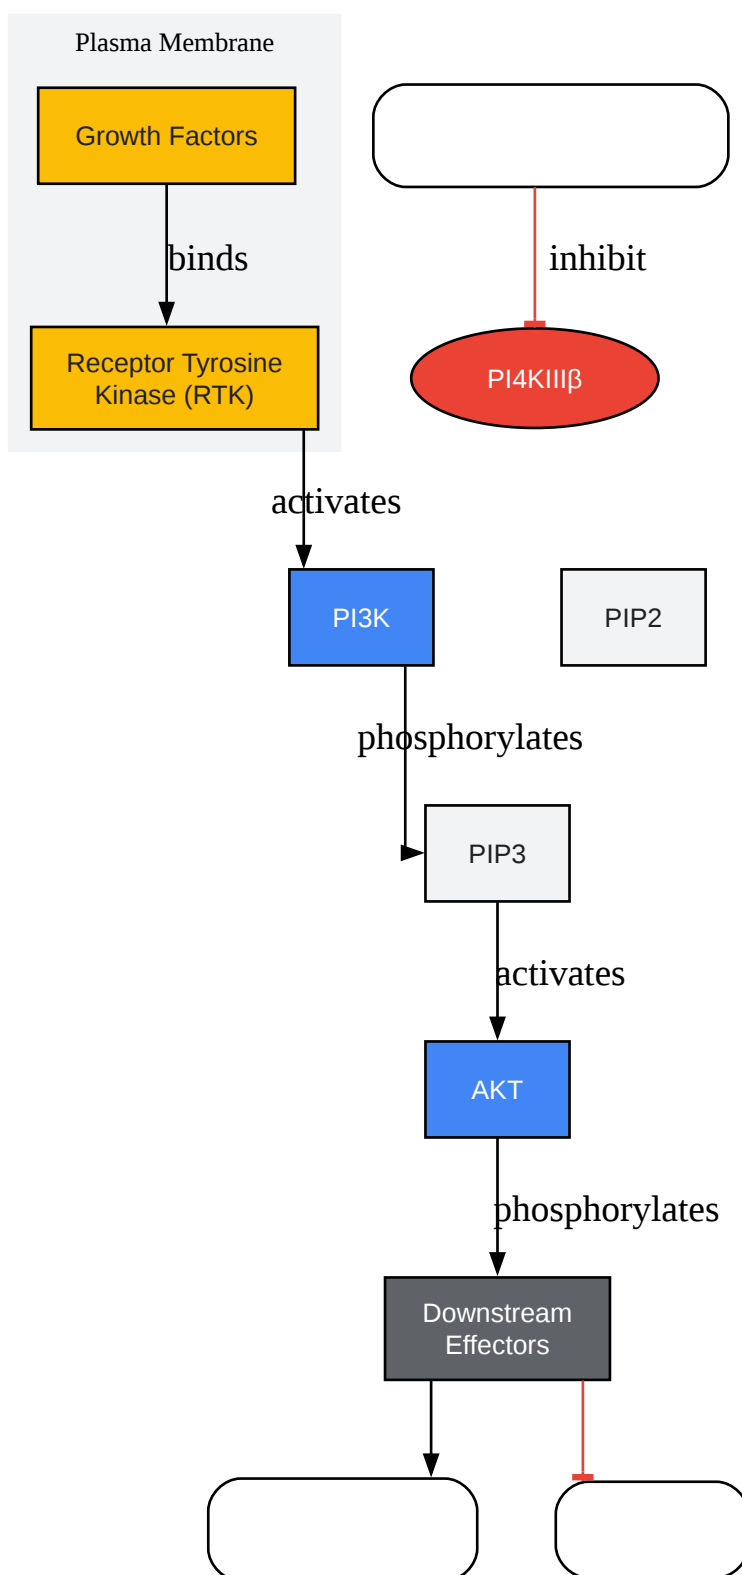 Plasma Membrane
Growth Factors
binds
inhibit
Receptor Tyrosine
Kinase (RTK)
PI4KIIIβ
activates
PI3K
PIP2
phosphorylates
PIP3
activates
AKT
phosphorylates
Downstream
Effectors